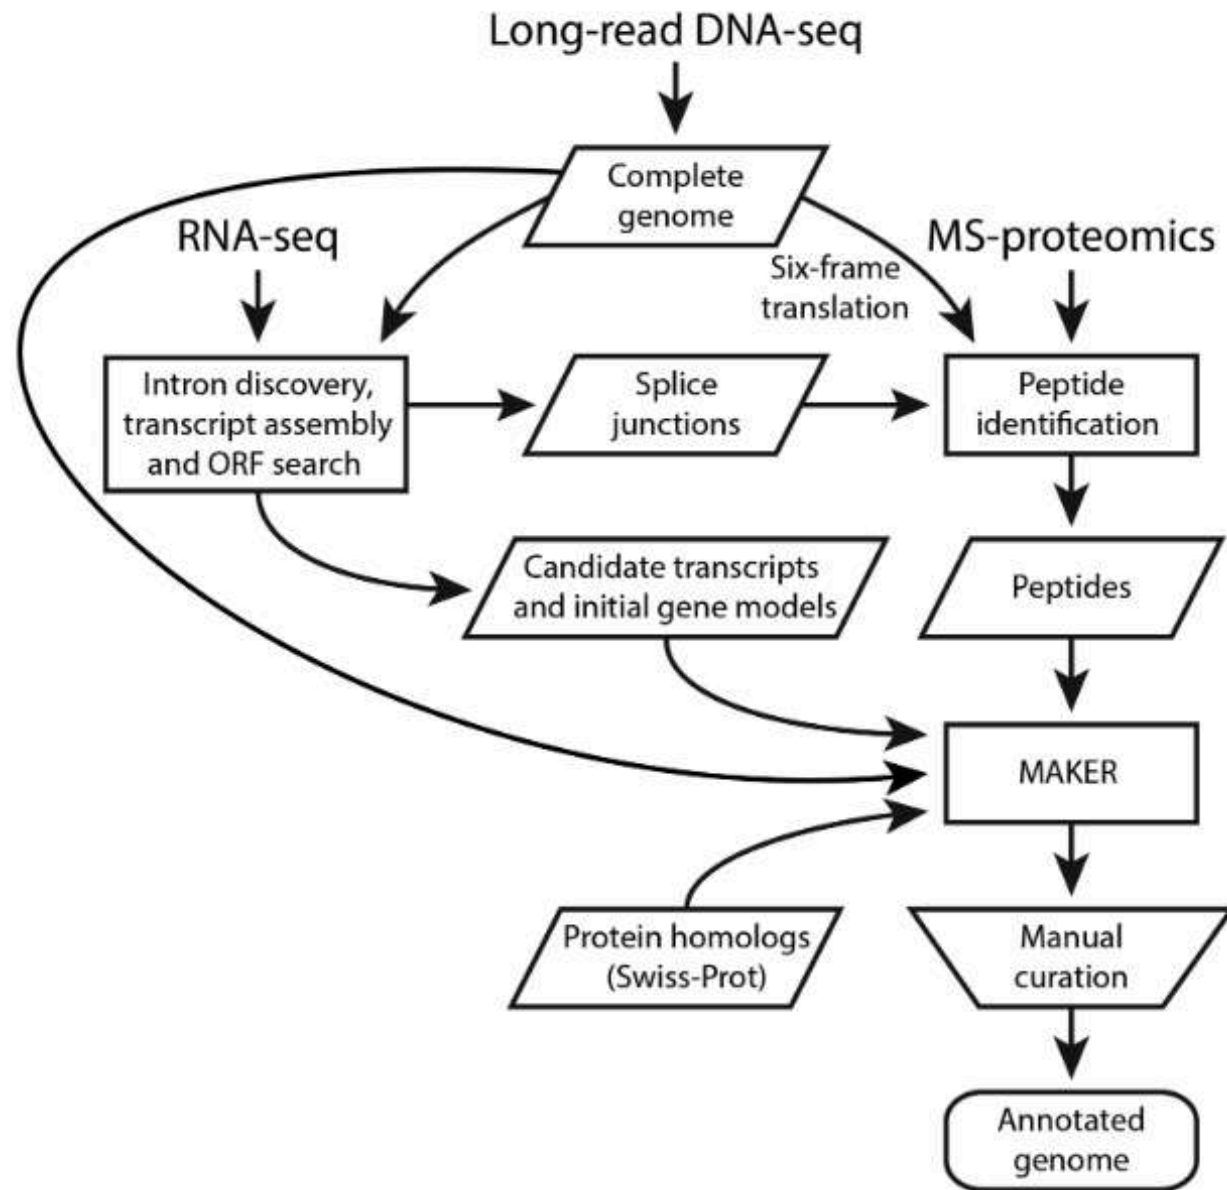 Long-read DNA-seq
Complete
genome
RNA-seq
MS-proteomics
Six-frame
translation
Intron discovery,
transcript assembly
and ORF search
Splice
junctions
Peptide
identification
Candidate transcripts
and initial gene models
Peptides
MAKER
Protein homologs
(Swiss-Prot)
Manual
curation
Annotated
genome